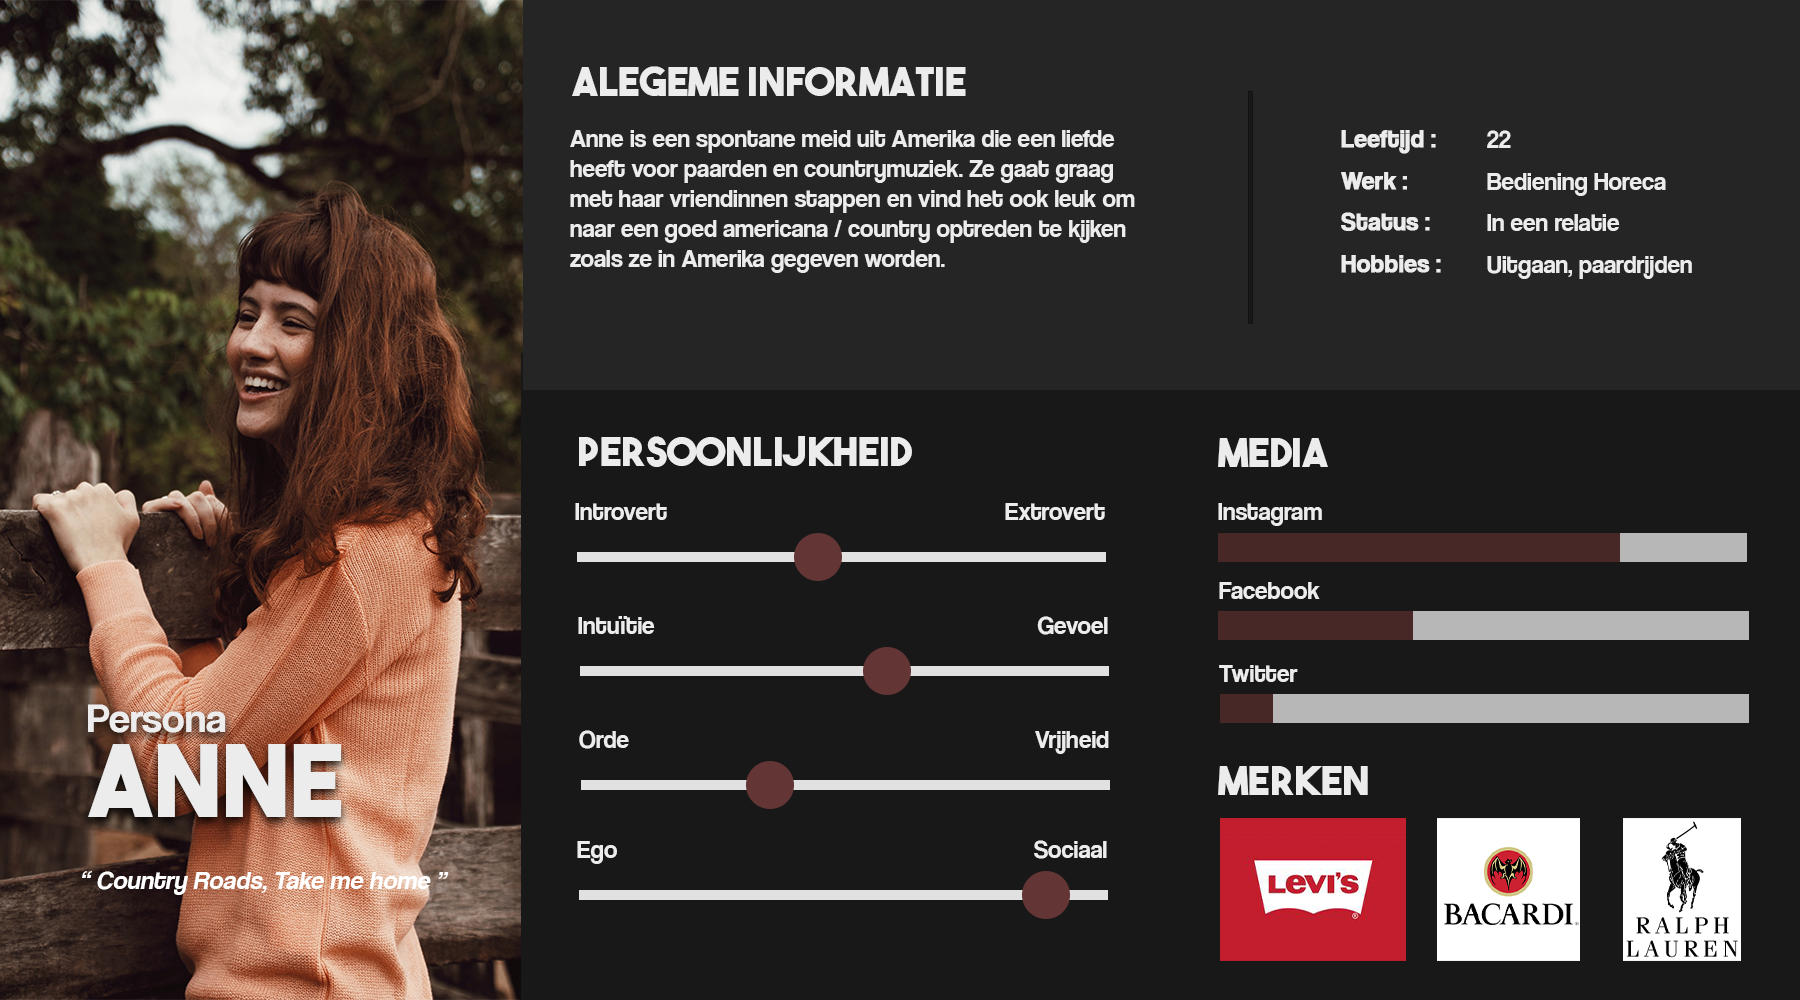 Persona
ANNE
“ Country Roads, Take me home ”
ALEGEME INFORMATIE
Anne is een spontane meid uit Amerika die een liefde
heeft voor paarden en countrymuziek. Ze gaat graag
met haar vriendinnen stappen en vind het ook leuk om
naar een goed americana / country optreden te kijken
zoals ze in Amerika gegeven worden.
Leeftijd : 22
Werk : Bediening Horeca
Status : In een relatie
Hobbies : Uitgaan, paardrijden
PERSOONLIJKHEID
Introvert Extrovert
Intuïtie Gevoel
Orde Vrijheid
Ego Sociaal
MEDIA
Instagram
Facebook
Twitter
MERKEN
LEVI'S ®
BACARDI.
RALPH
LAUREN